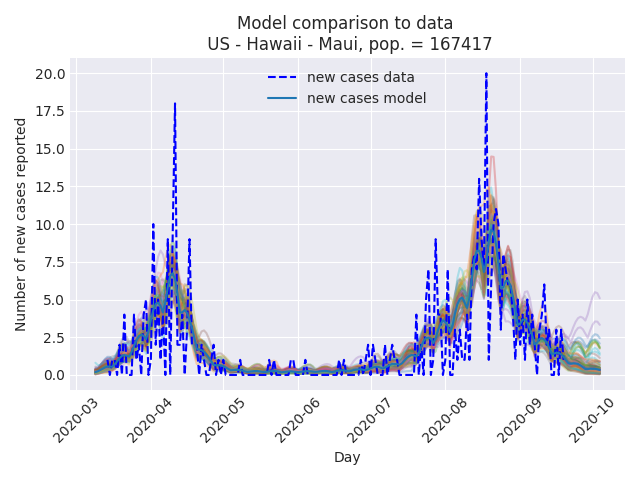 Model comparison to data
US - Hawaii - Maui, pop. = 167417
new cases data
new cases model
Number of new cases reported
20.0
17.5
15.0
12.5
10.0
7.5
5.0
2.5
0.0
2020-03
2020-04
2020-05
2020-06
2020-07
2020-08
2020-09
2020-10
Day